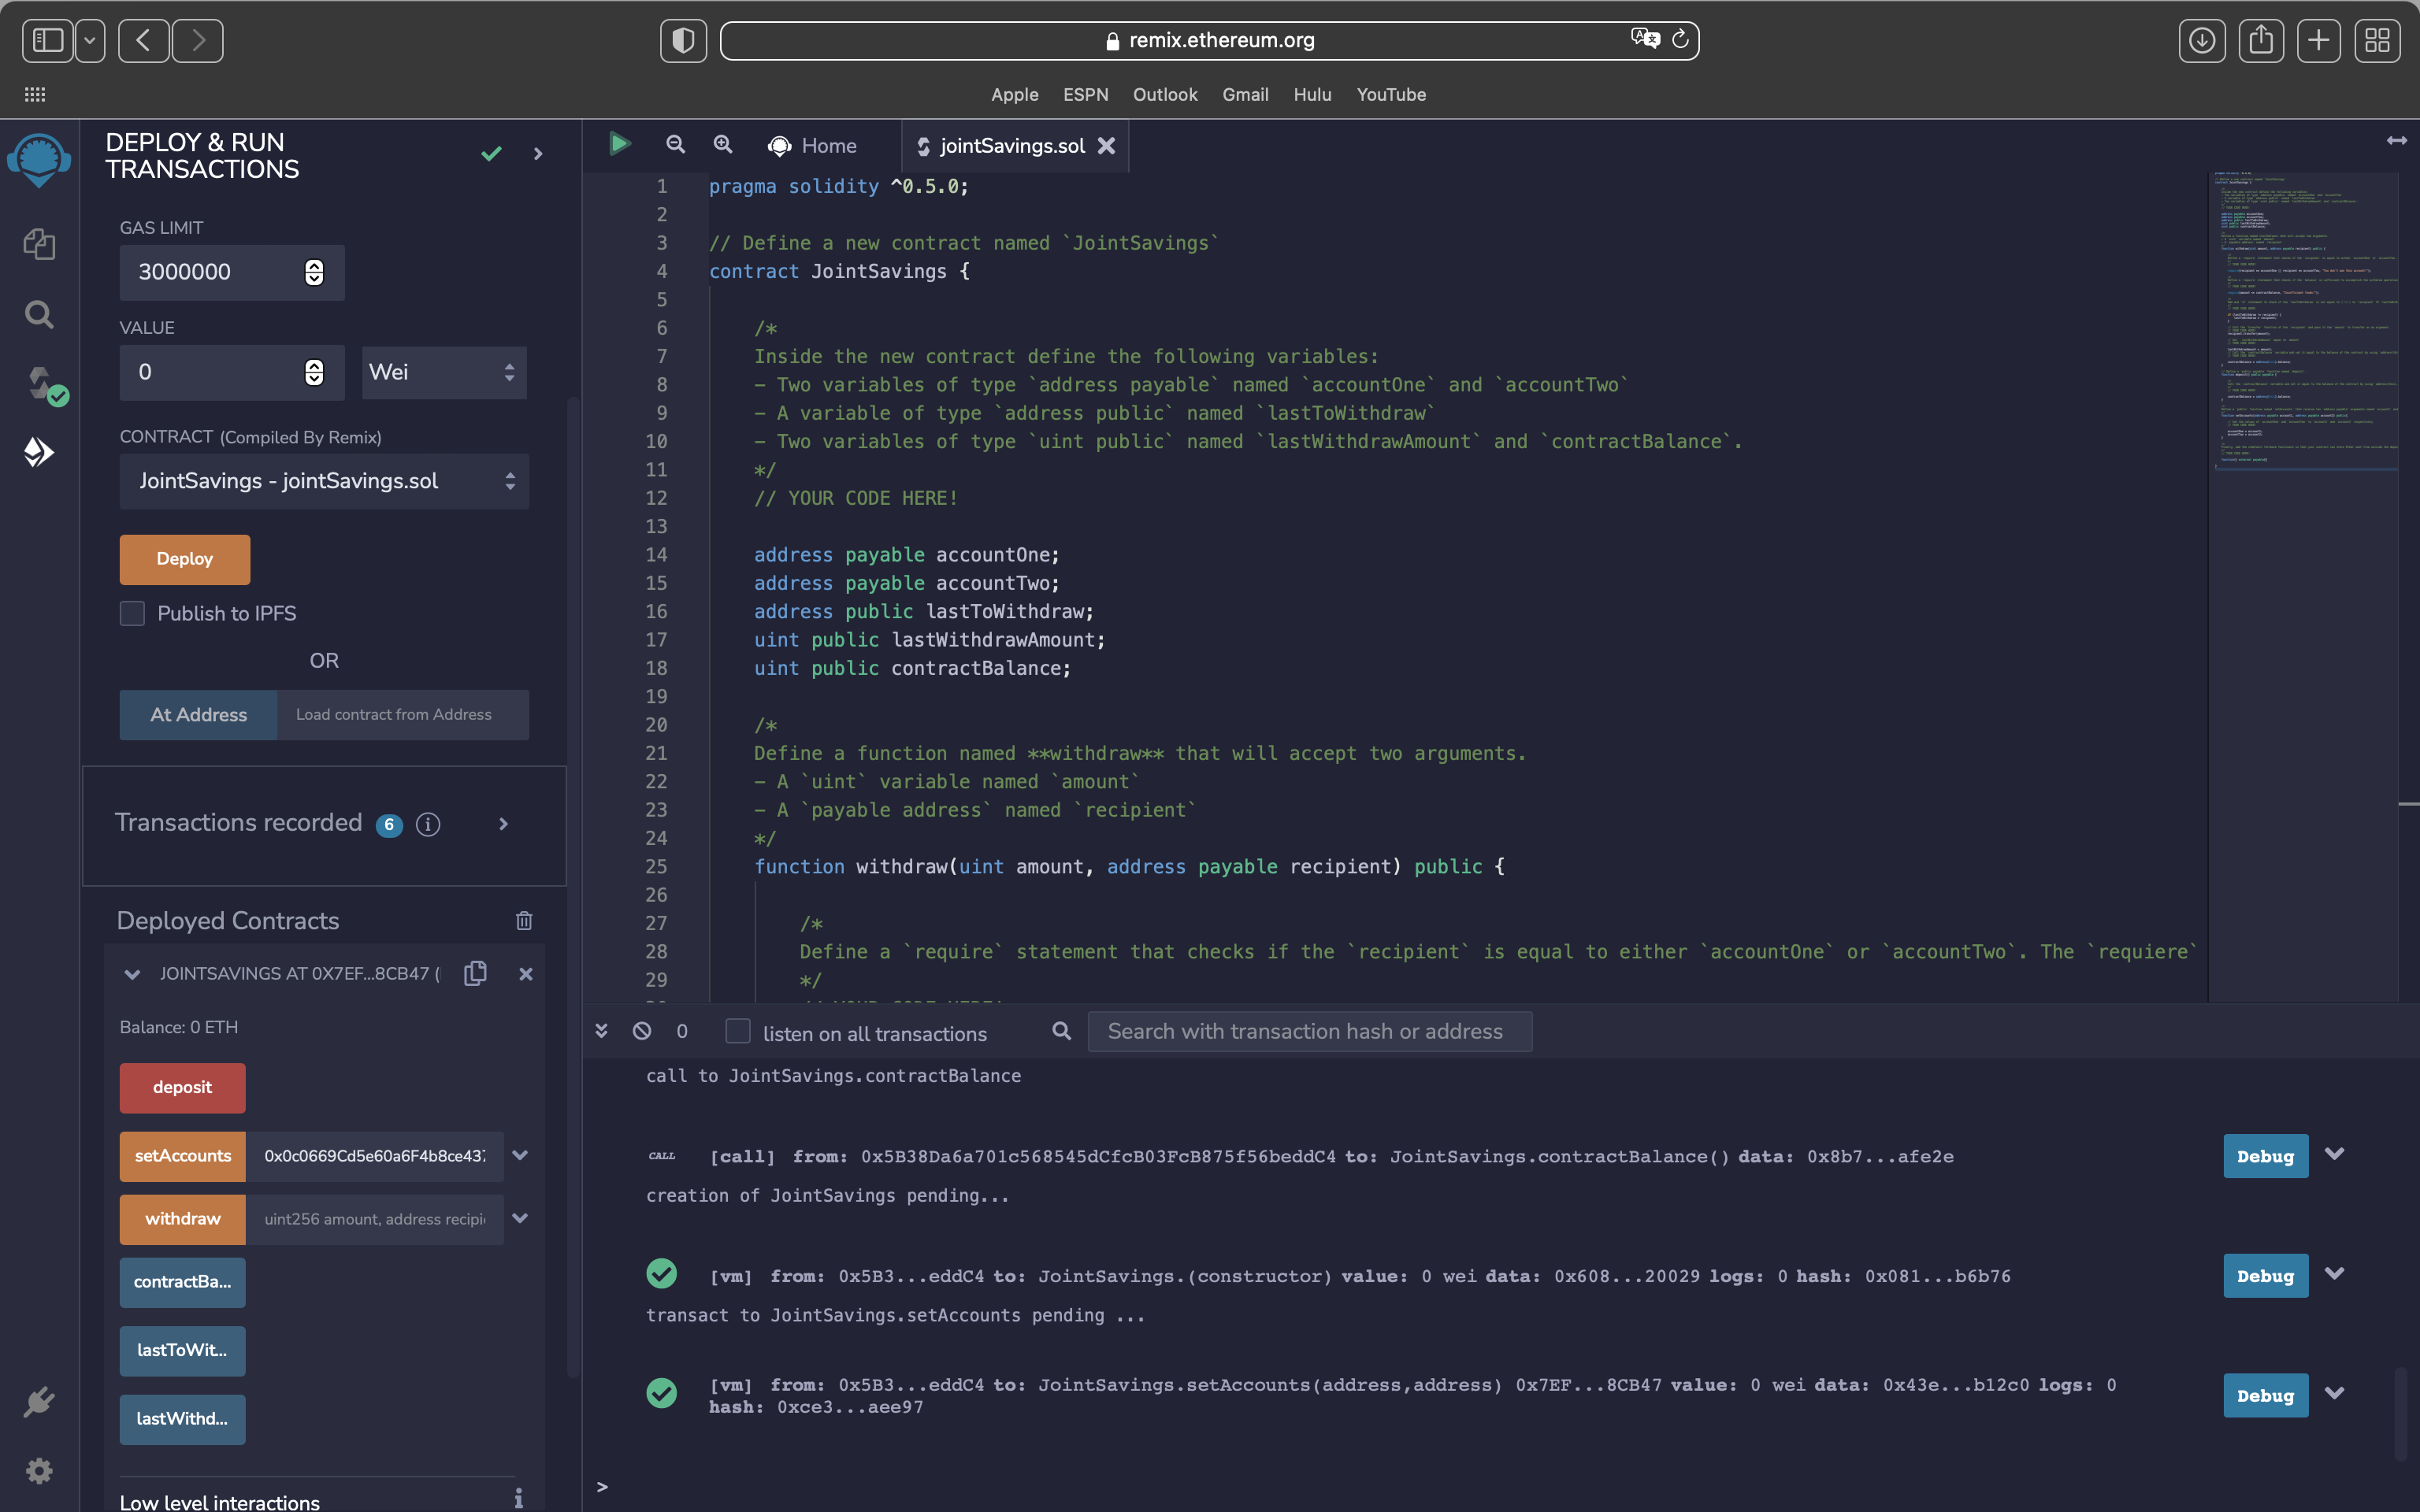 remix.ethereum.org
Apple ESPN Outlook Gmail Hulu YouTube
DEPLOY & RUN
TRANSACTIONS
GAS LIMIT
3000000
VALUE
0 Wei
CONTRACT (Compiled By Remix)
JointSavings - jointSavings.sol
Deploy
Publish to IPFS
OR
At Address Load contract from Address
Transactions recorded 6
Deployed Contracts
JOINTSAVINGS AT 0X7EF...8CB47 (
Balance: 0 ETH
deposit
setAccounts 0x0c0669Cd5e60a6F4b8ce437
withdraw uint256 amount, address recipi
contractBa...
lastToWit...
lastWithd...
Low level interactions
Home jointSavings.sol
1 pragma solidity ^0.5.0;
2
3 // Define a new contract named `JointSavings`
4 contract JointSavings {
5
6 /*
7 Inside the new contract define the following variables:
8 - Two variables of type `address payable` named `accountOne` and `accountTwo`
9 - A variable of type `address public` named `lastToWithdraw`
10 - Two variables of type `uint public` named `lastWithdrawAmount` and `contractBalance`.
11 */
12 // YOUR CODE HERE!
13
14 address payable accountOne;
15 address payable accountTwo;
16 address public lastToWithdraw;
17 uint public lastWithdrawAmount;
18 uint public contractBalance;
19
20 /*
21 Define a function named **withdraw** that will accept two arguments.
22 - A `uint` variable named `amount`
23 - A `payable address` named `recipient`
24 */
25 function withdraw(uint amount, address payable recipient) public {
26
27 /*
28 Define a `require` statement that checks if the `recipient` is equal to either `accountOne` or `accountTwo`. The `requiere`
29 */
0 listen on all transactions Search with transaction hash or address
call to JointSavings.contractBalance
CALL [call] from: 0x5B38Da6a701c568545dCfcB03FcB875f56beddC4 to: JointSavings.contractBalance() data: 0x8b7...afe2e Debug
creation of JointSavings pending...
[vm] from: 0x5B3...eddC4 to: JointSavings.(constructor) value: 0 wei data: 0x608...20029 logs: 0 hash: 0x081...b6b76 Debug
transact to JointSavings.setAccounts pending ...
[vm] from: 0x5B3...eddC4 to: JointSavings.setAccounts(address,address) 0x7EF...8CB47 value: 0 wei data: 0x43e...b12c0 logs: 0 Debug
hash: 0xce3...aee97
>